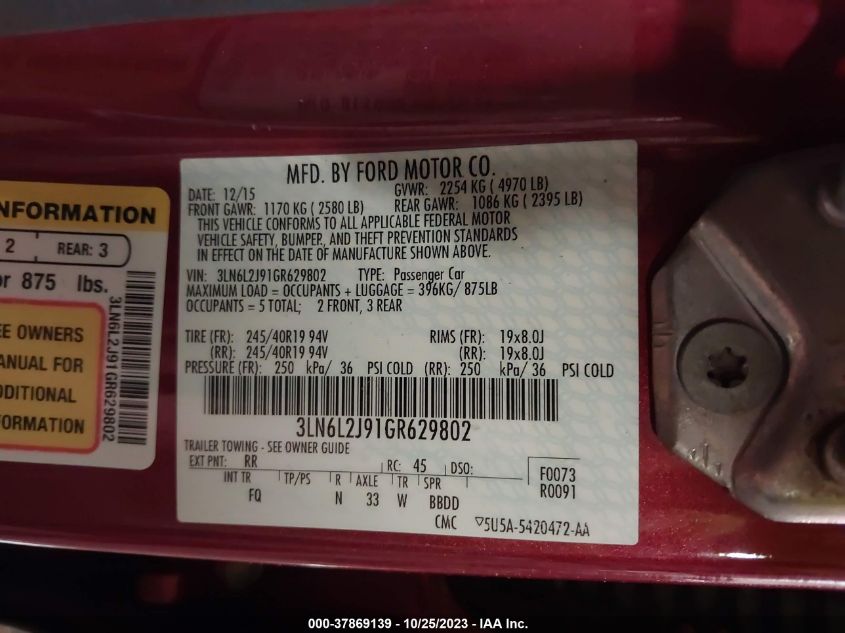 MFD. BY FORD MOTOR CO.
DATE: 12/15 GVWR: 2254 KG ( 4970 LB)
FRONT GAWR: 1170 KG ( 2580 LB) REAR GAWR: 1086 KG ( 2395 LB)
THIS VEHICLE CONFORMS TO ALL APPLICABLE FEDERAL MOTOR
VEHICLE SAFETY, BUMPER, AND THEFT PREVENTION STANDARDS
IN EFFECT ON THE DATE OF MANUFACTURE SHOWN ABOVE.
VIN: 3LN6L2J91GR629802 TYPE: Passenger Car
MAXIMUM LOAD = OCCUPANTS + LUGGAGE = 396KG/ 875LB
OCCUPANTS = 5 TOTAL; 2 FRONT, 3 REAR
TIRE (FR): 245/40R19 94V RIMS (FR): 19x8.0J
(RR): 245/40R19 94V (RR): 19x8.0J
PRESSURE (FR): 250 kPa/ 36 PSI COLD (RR): 250 kPa/ 36 PSI COLD
3LN6L2J91GR629802
TRAILER TOWING - SEE OWNER GUIDE
EXT PNT: RR RC: 45 DSO:
INT TR TP/PS R AXLE TR SPR
FQ N 33 W BBDD
F0073
R0091
CMC ▽5U5A-5420472-AA
NFORMATION
2 REAR: 3
or 875 lbs.
EE OWNERS
ANUAL FOR
DDITIONAL
FORMATION
3LN6L2J91GR629802
000-37869139 - 10/25/2023 - IAA Inc.